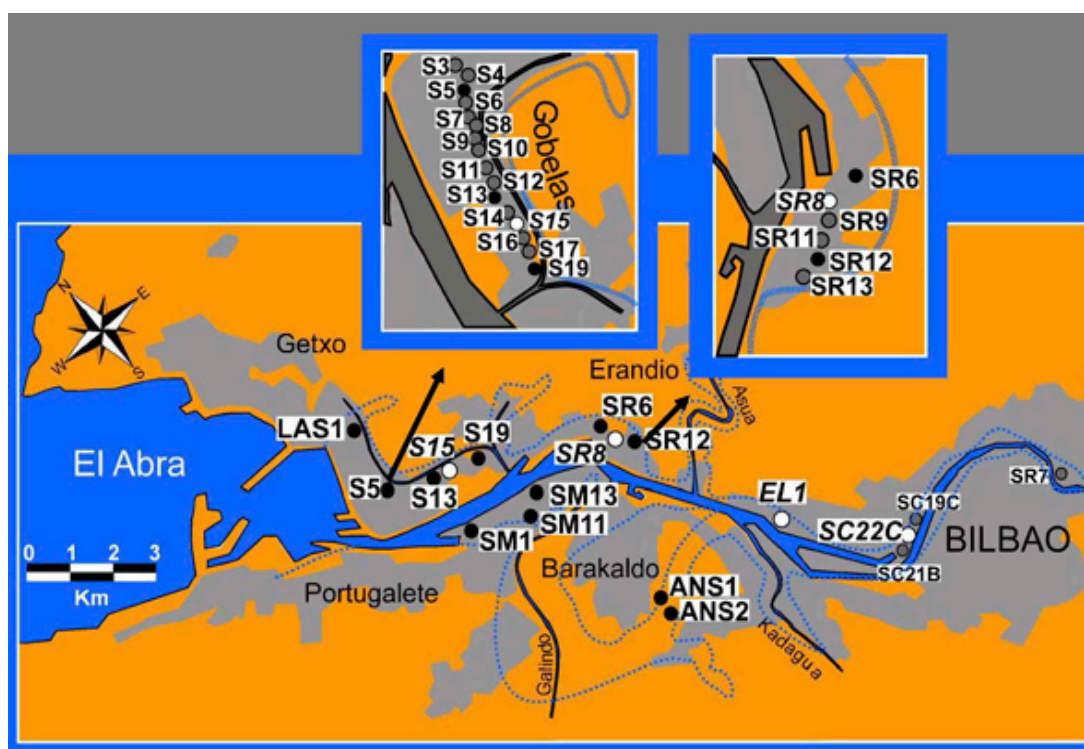 S3
S4
S5
S6
S7
S8
S9
S10
S11
S12
S13
S14
S15
S16
S17
S19
Gobelas
SR6
SR8
SR9
SR11
SR12
SR13
N
E
W
S
Getxo
Erandio
Asua
LAS1
S15
S19
SR6
SR8
SR12
El Abra
S5
S13
SM13
SM11
SM1
EL1
SC19C
SR7
SC22C
BILBAO
SC21B
0 1 2 3
Km
Portugalete
Barakaldo
ANS1
ANS2
Galindo
Kadagua